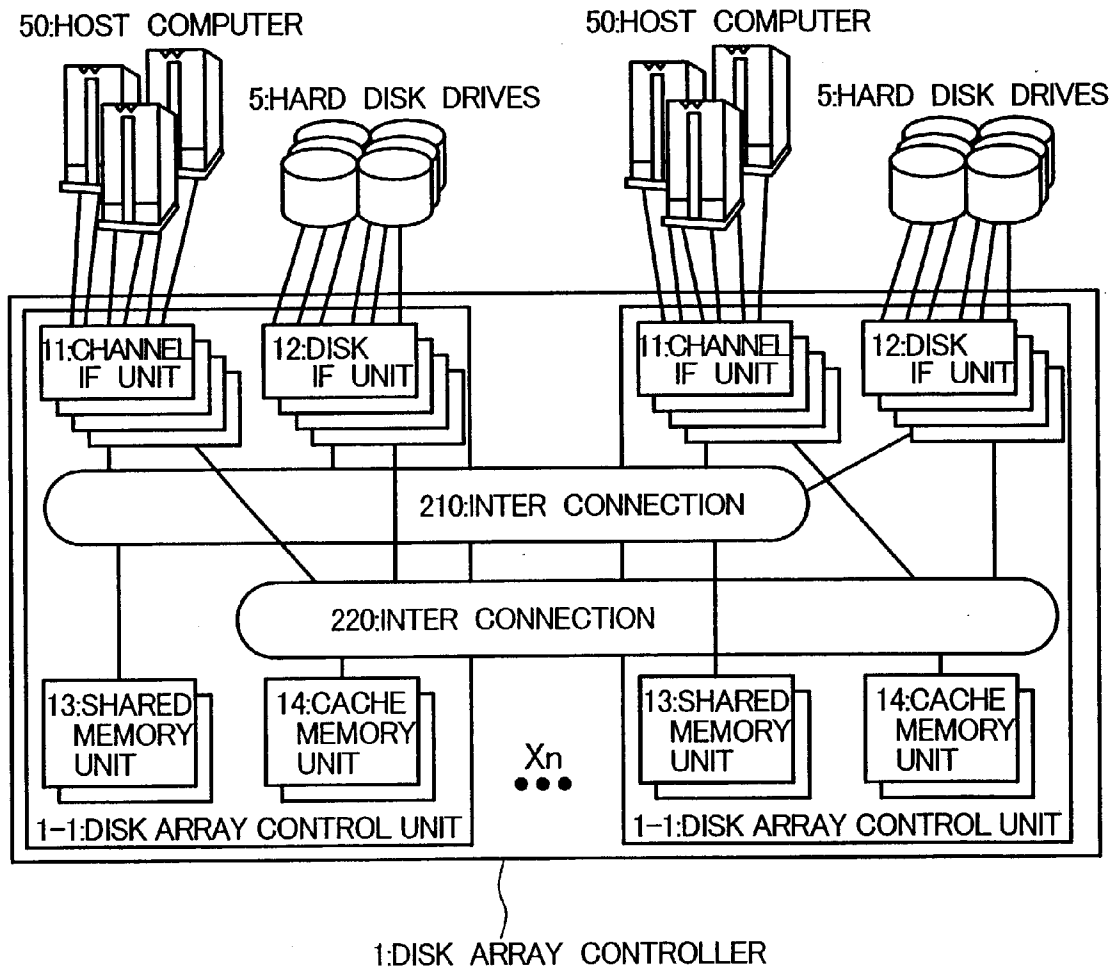 50:HOST COMPUTER
5:HARD DISK DRIVES
50:HOST COMPUTER
5:HARD DISK DRIVES
11:CHANNEL
IF UNIT
12:DISK
IF UNIT
11:CHANNEL
IF UNIT
12:DISK
IF UNIT
210:INTER CONNECTION
220:INTER CONNECTION
13:SHARED
MEMORY
UNIT
14:CACHE
MEMORY
UNIT
Xn
13:SHARED
MEMORY
UNIT
14:CACHE
MEMORY
UNIT
1-1:DISK ARRAY CONTROL UNIT
1-1:DISK ARRAY CONTROL UNIT
1:DISK ARRAY CONTROLLER